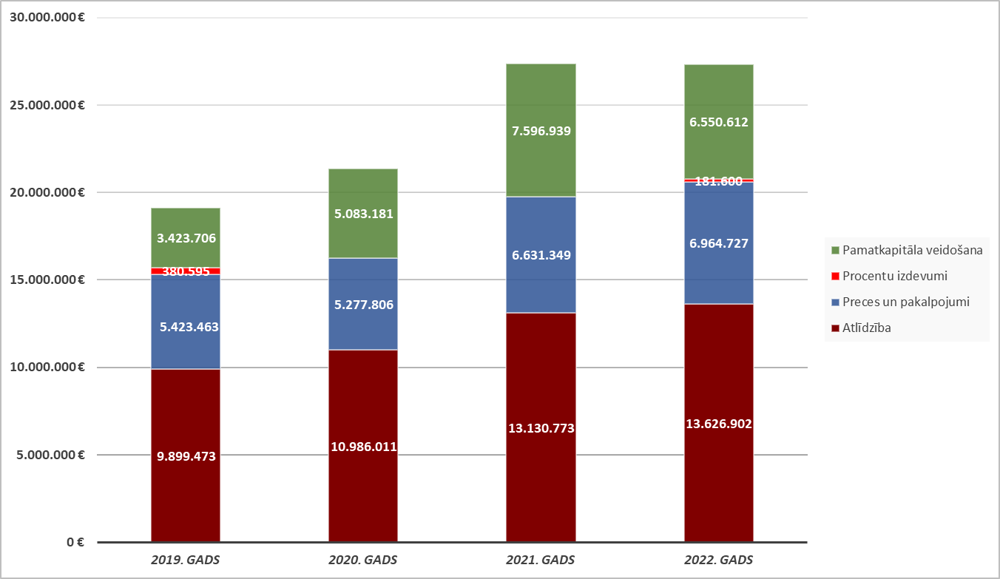 30.000.000 €
25.000.000 €
20.000.000 €
15.000.000 €
10.000.000 €
5.000.000 €
0 €
3.423.706
380.595
5.423.463
9.899.473
5.083.181
5.277.806
10.986.011
7.596.939
6.631.349
13.130.773
6.550.612
181.600
6.964.727
13.626.902
2019. GADS
2020. GADS
2021. GADS
2022. GADS
Pamatkapitāla veidošana
Procentu izdevumi
Preces un pakalpojumi
Atlīdzība